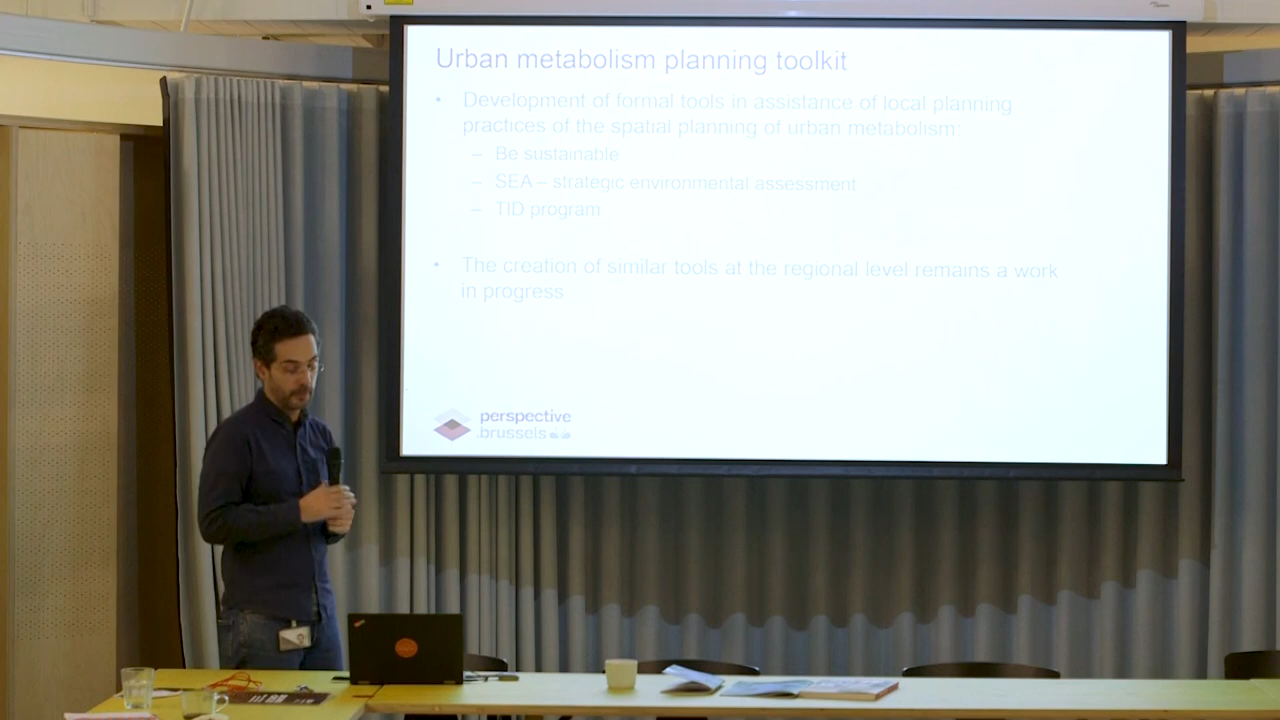 Urban metabolism planning toolkit
• Development of formal tools in assistance of local planning
practices of the spatial planning of urban metabolism:
– Be sustainable
– SEA – strategic environmental assessment
– TID program
• The creation of similar tools at the regional level remains a work
in progress
perspective
.brussels